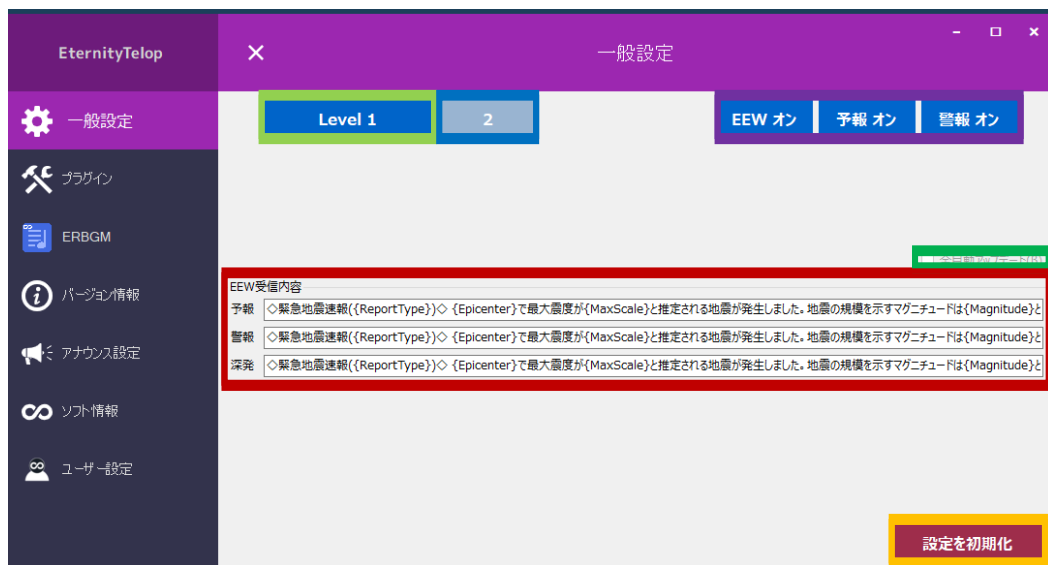 EternityTelop
一般設定
一般設定
Level 1
2
EEW オン
予報 オン
警報 オン
プラグイン
ERBGM
バージョン情報
アナウンス設定
ソフト情報
ユーザー設定
EEW受信内容
予報 ◇緊急地震速報({ReportType})◇ {Epicenter}で最大震度が{MaxScale}と推定される地震が発生しました。地震の規模を示すマグニチュードは{Magnitude}と
警報 ◇緊急地震速報({ReportType})◇ {Epicenter}で最大震度が{MaxScale}と推定される地震が発生しました。地震の規模を示すマグニチュードは{Magnitude}と
深発 ◇緊急地震速報({ReportType})◇ {Epicenter}で最大震度が{MaxScale}と推定される地震が発生しました。地震の規模を示すマグニチュードは{Magnitude}と
設定を初期化